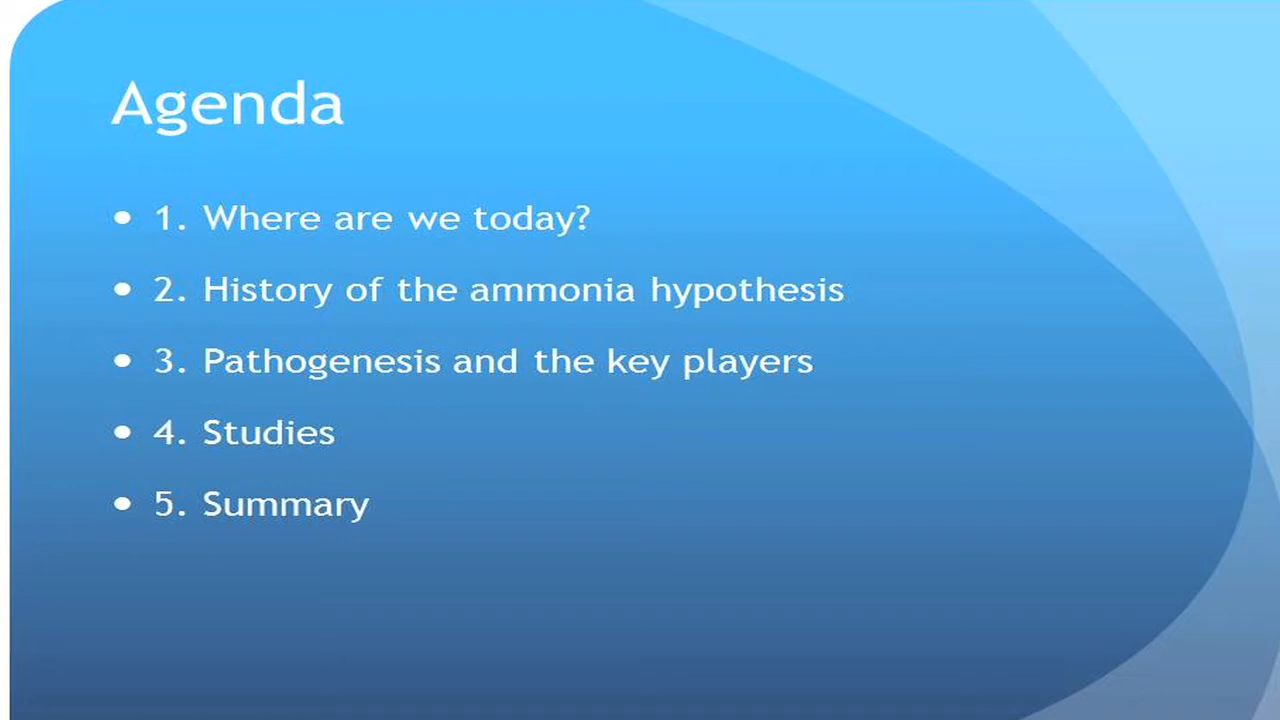 Agenda
• 1. Where are we today?
• 2. History of the ammonia hypothesis
• 3. Pathogenesis and the key players
• 4. Studies
• 5. Summary